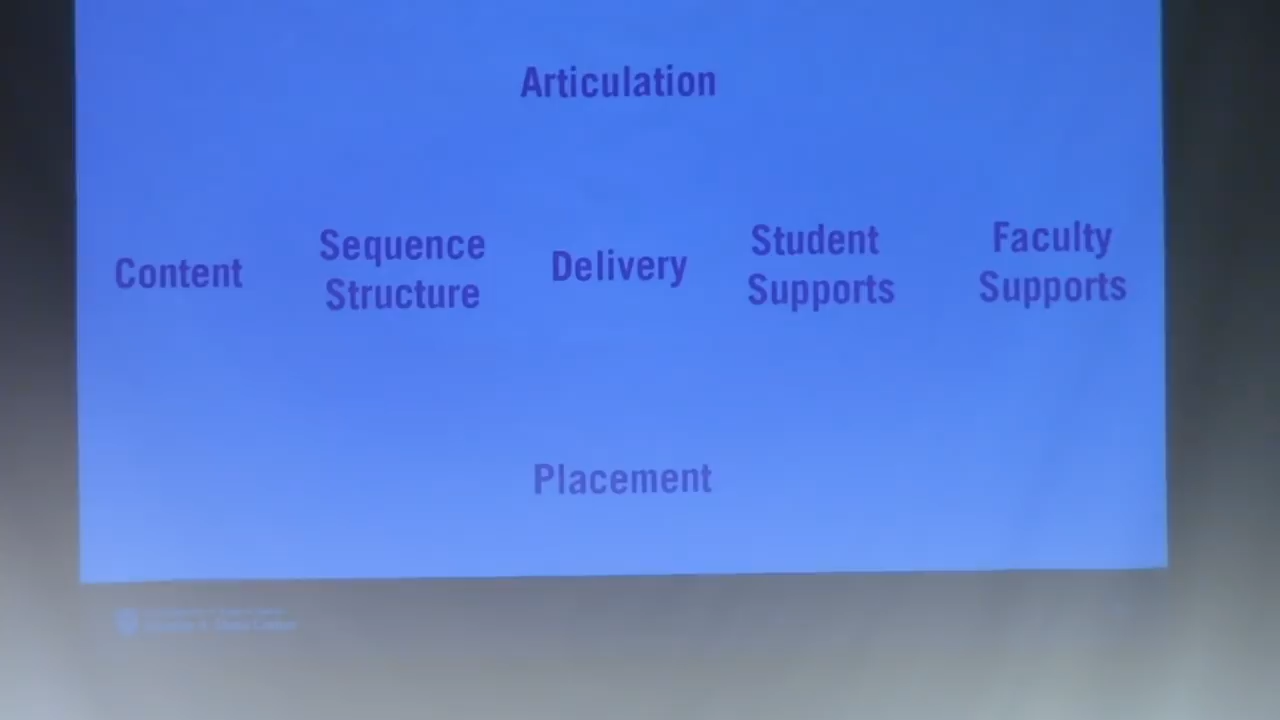 Articulation
Content
Sequence
Structure
Delivery
Student
Supports
Faculty
Supports
Placement